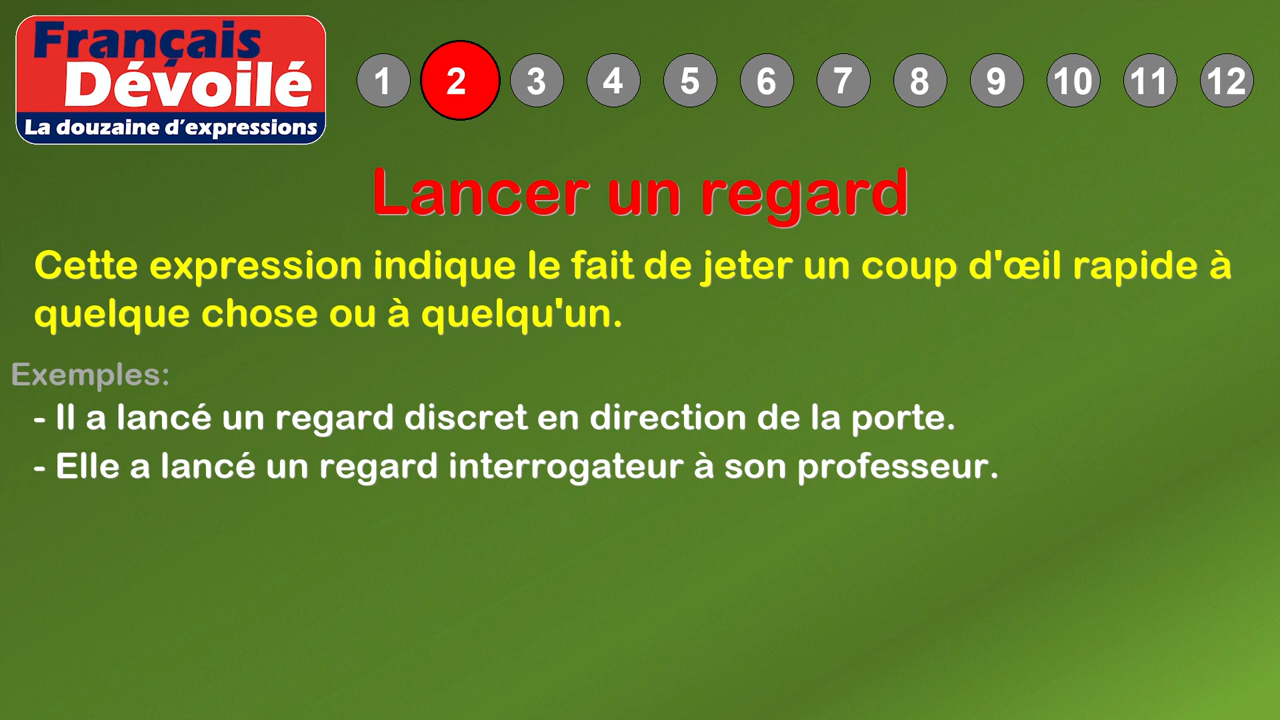 Français
Dévoilé
La douzaine d'expressions
1 2 3 4 5 6 7 8 9 10 11 12
Lancer un regard
Cette expression indique le fait de jeter un coup d'œil rapide à
quelque chose ou à quelqu'un.
Exemples:
- Il a lancé un regard discret en direction de la porte.
- Elle a lancé un regard interrogateur à son professeur.